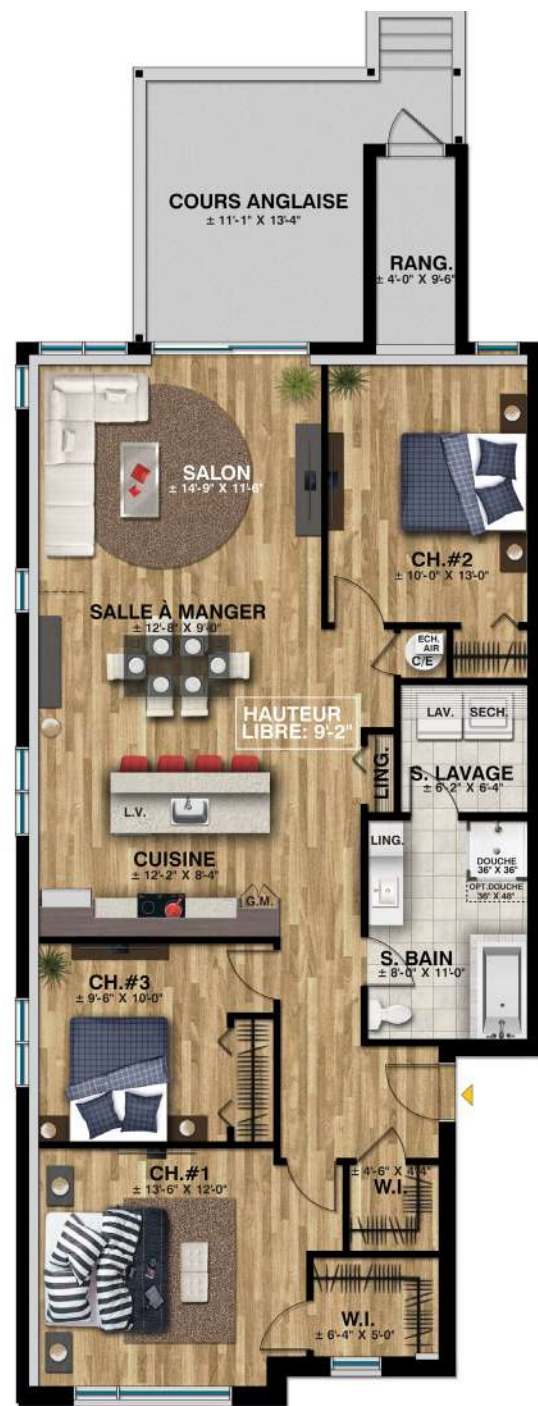 COURS ANGLAISE
± 11'-1" X 13'-4"
RANG.
± 4'-0" X 9'-6"
SALON
± 14'-9" X 11'-6"
CH.#2
± 10'-0" X 13'-0"
SALLE À MANGER
± 12'-8" X 9'-0"
ECH.
AIR
C/E
HAUTEUR
LIBRE: 9'-2"
LAV.
SECH.
LING.
S. LAVAGE
± 6'-2" X 6'-4"
L.V.
CUISINE
± 12'-2" X 8'-4"
LING.
DOUCHE
36" X 36"
OPT.DOUCHE
36" X 48"
G.M.
S. BAIN
± 8'-0" X 11'-0"
CH.#3
± 9'-6" X 10'-0"
CH.#1
± 13'-6" X 12'-0"
± 4'-6" X 4'-4"
W.I.
W.I.
± 6'-4" X 5'-0"